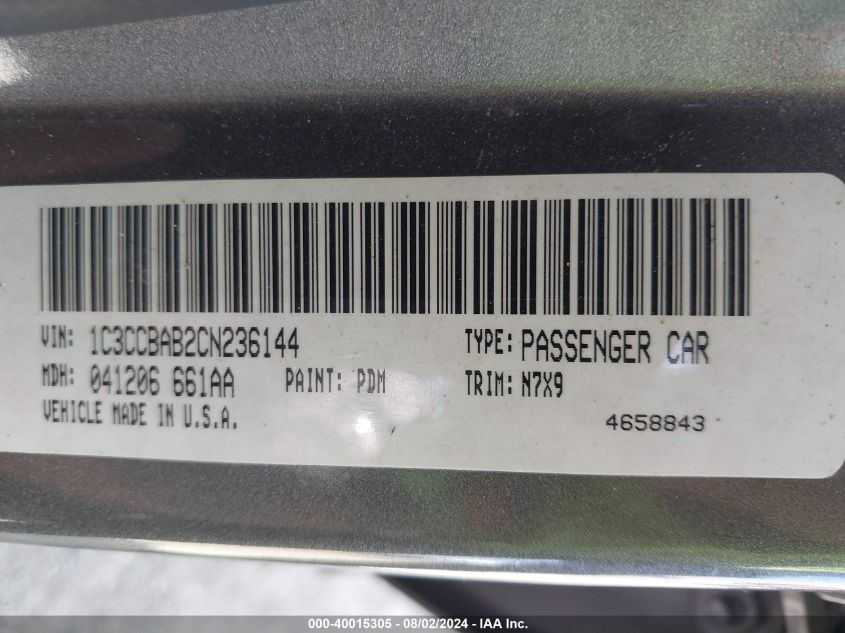 VIN: 1C3CCBAB2CN236144 TYPE: PASSENGER CAR
MDH: 041206 661AA PAINT: PDM TRIM: N7X9
VEHICLE MADE IN U.S.A. 4658843
000-40015305 - 08/02/2024 - IAA Inc.